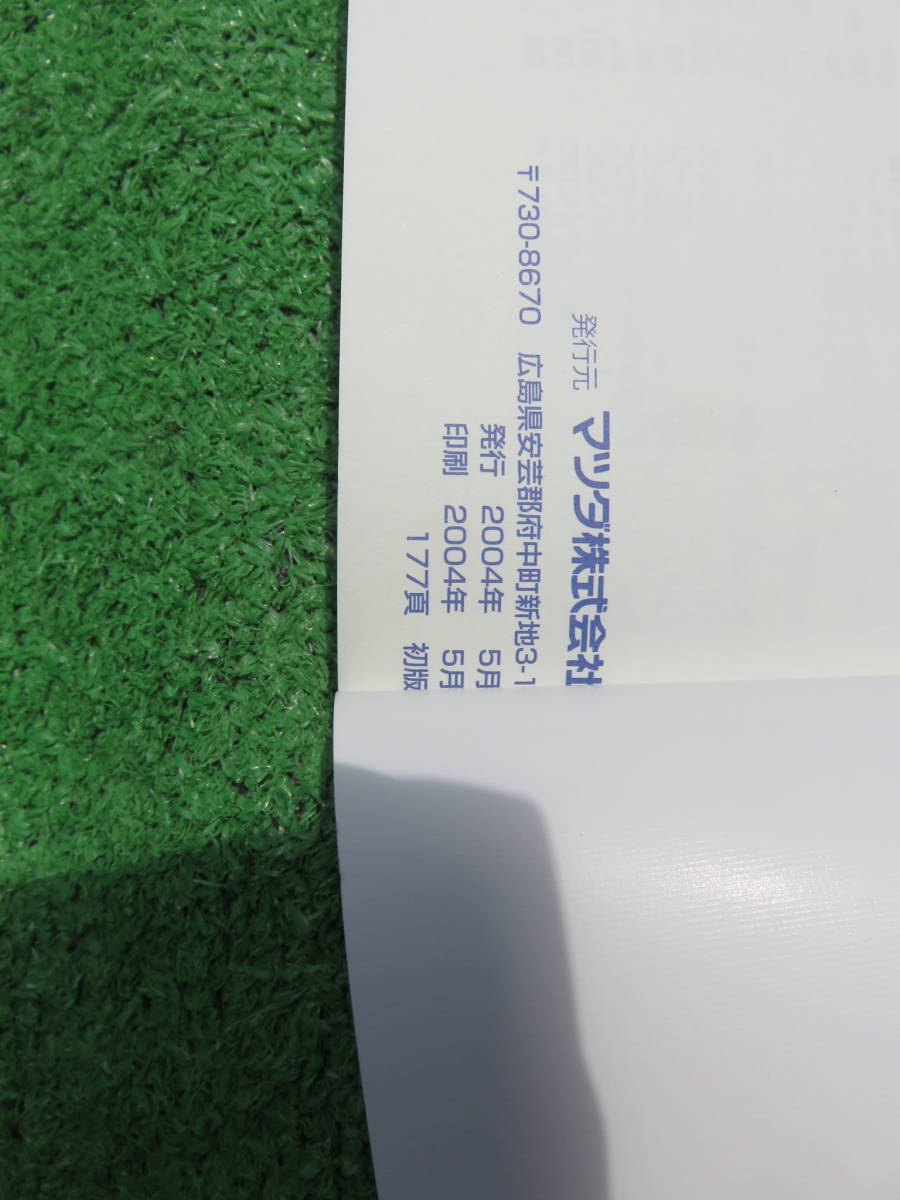 発行元 マツダ株式会社
〒730-8670 広島県安芸郡府中町新地3-1
発行 2004年 5月
印刷 2004年 5月
177頁 初版